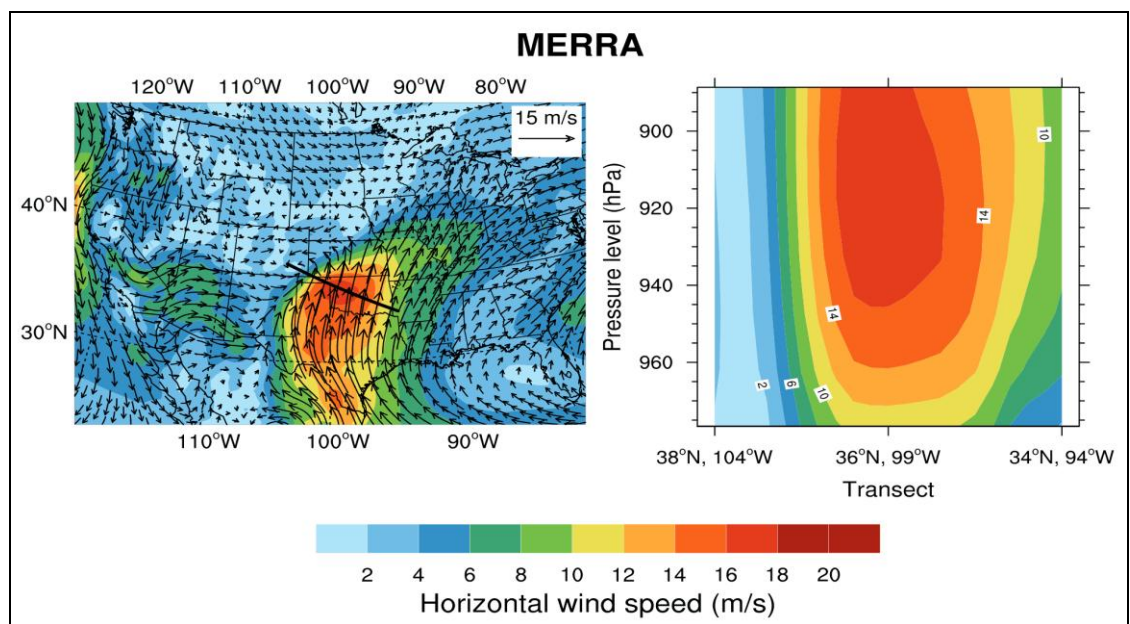 MERRA
120°W 110°W 100°W 90°W 80°W
15 m/s
40°N
30°N
110°W 100°W 90°W
Pressure level (hPa)
900
920
940
960
10
14
14
2
6
10
38°N, 104°W 36°N, 99°W 34°N, 94°W
Transect
2 4 6 8 10 12 14 16 18 20
Horizontal wind speed (m/s)